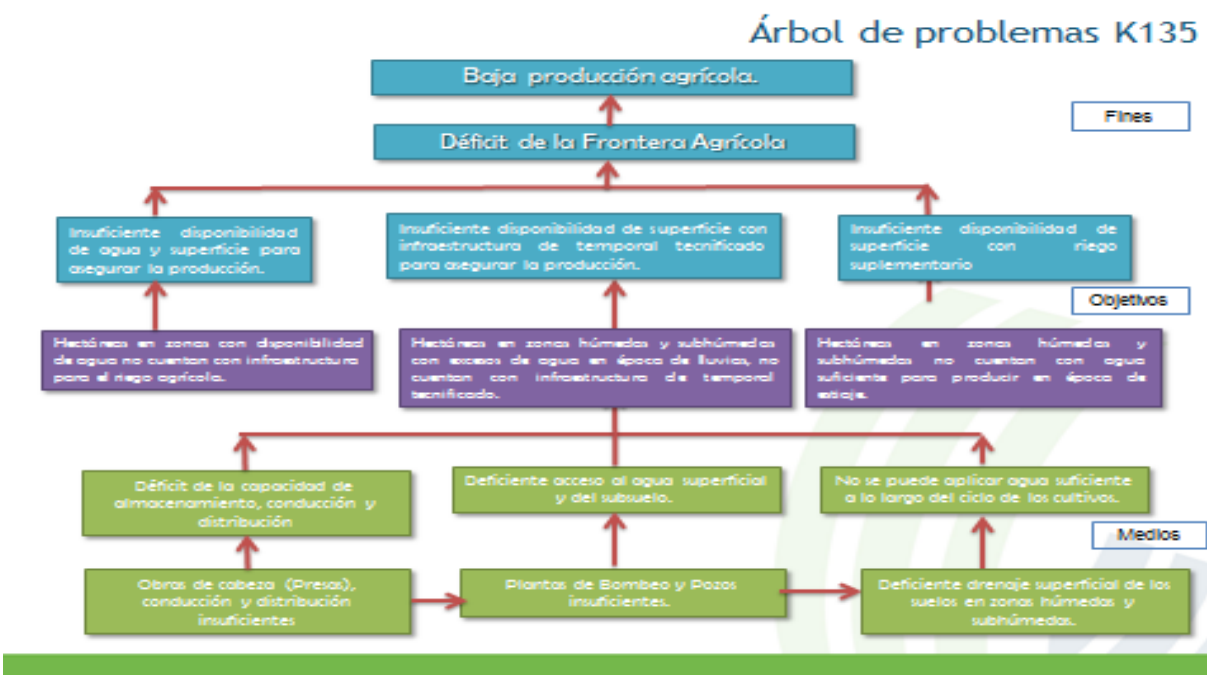 Árbol de problemas K135
Baja producción agrícola.
Fines
Déficit de la Frontera Agrícola
Insuficiente disponibilidad
de agua y superficie para
asegurar la producción.
Insuficiente disponibilidad de superficie con
infraestructura de temporal tecnificado
para asegurar la producción.
Insuficiente disponibilidad de
superficie con riego
suplementario
Objetivos
Hectáreas en zonas con disponibilidad
de agua no cuentan con infraestructura
para el riego agrícola.
Hectáreas en zonas húmedas y subhúmedas
con excesos de agua en época de lluvias, no
cuentan con infraestructura de temporal
tecnificado.
Hectáreas en zonas húmedas y
subhúmedas no cuentan con agua
suficiente para producir en época de
estiaje.
Déficit de la capacidad de
almacenamiento, conducción y
distribución
Deficiente acceso al agua superficial
y del subsuelo.
No se puede aplicar agua suficiente
a lo largo del ciclo de los cultivos.
Medios
Obras de cabeza (Presas),
conducción y distribución
insuficientes
Plantas de Bombeo y Pozos
insuficientes.
Deficiente drenaje superficial de los
suelos en zonas húmedas y
subhúmedas.